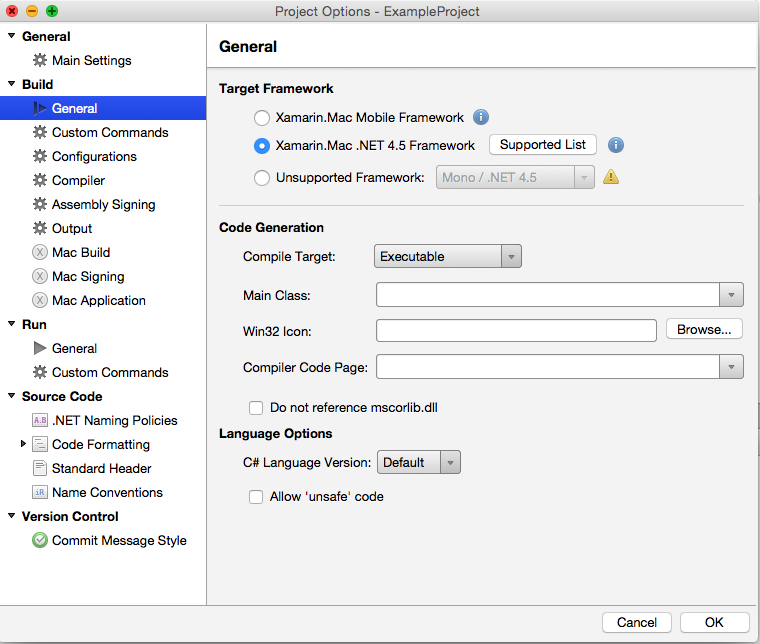 Project Options - ExampleProject
General
Main Settings
Build
General
Custom Commands
Configurations
Compiler
Assembly Signing
Output
X Mac Build
X Mac Signing
X Mac Application
Run
General
Custom Commands
Source Code
A.B .NET Naming Policies
Code Formatting
Standard Header
iR Name Conventions
Version Control
Commit Message Style
General
Target Framework
Xamarin.Mac Mobile Framework i
Xamarin.Mac .NET 4.5 Framework Supported List i
Unsupported Framework: Mono / .NET 4.5 !
Code Generation
Compile Target: Executable
Main Class:
Win32 Icon: Browse...
Compiler Code Page:
Do not reference mscorlib.dll
Language Options
C# Language Version: Default
Allow 'unsafe' code
Cancel OK